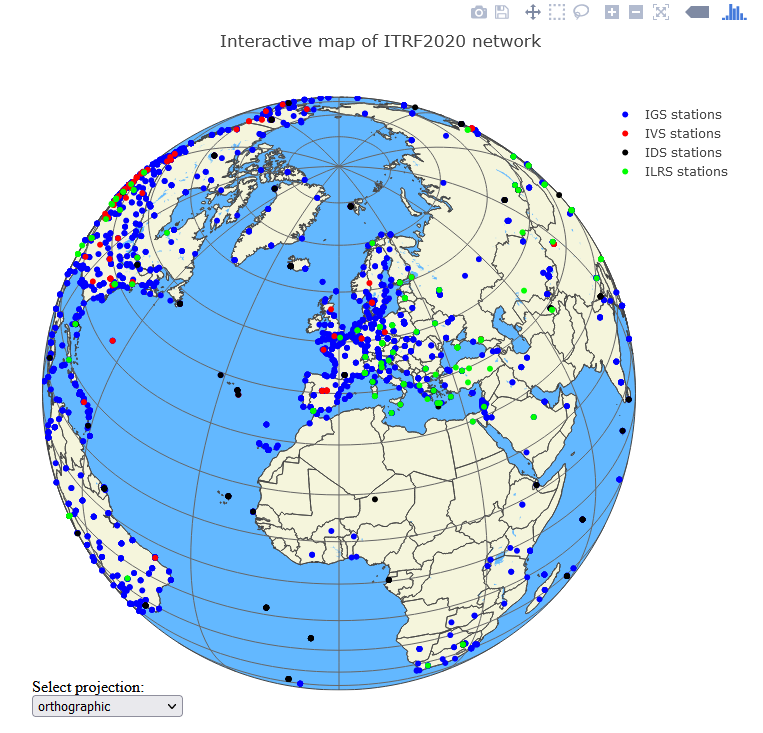 Interactive map of ITRF2020 network
IGS stations
IVS stations
IDS stations
ILRS stations
Select projection:
orthographic